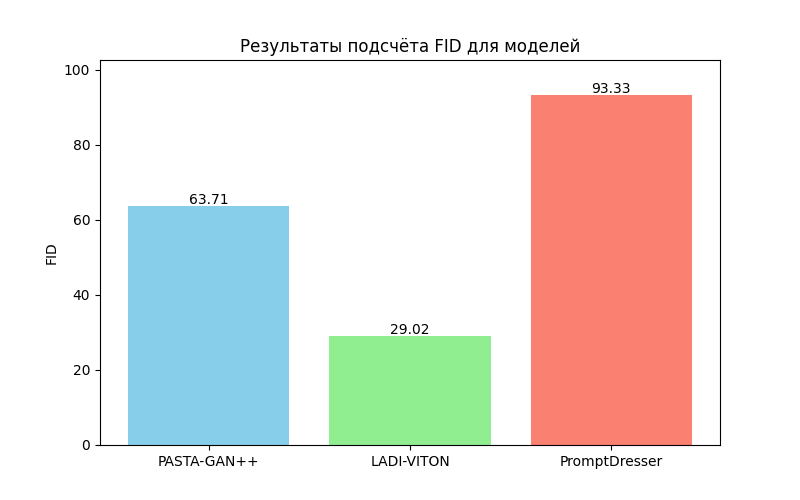 Результаты подсчёта FID для моделей
100
80
60
40
20
0
FID
63.71
29.02
93.33
PASTA-GAN++
LADI-VITON
PromptDresser